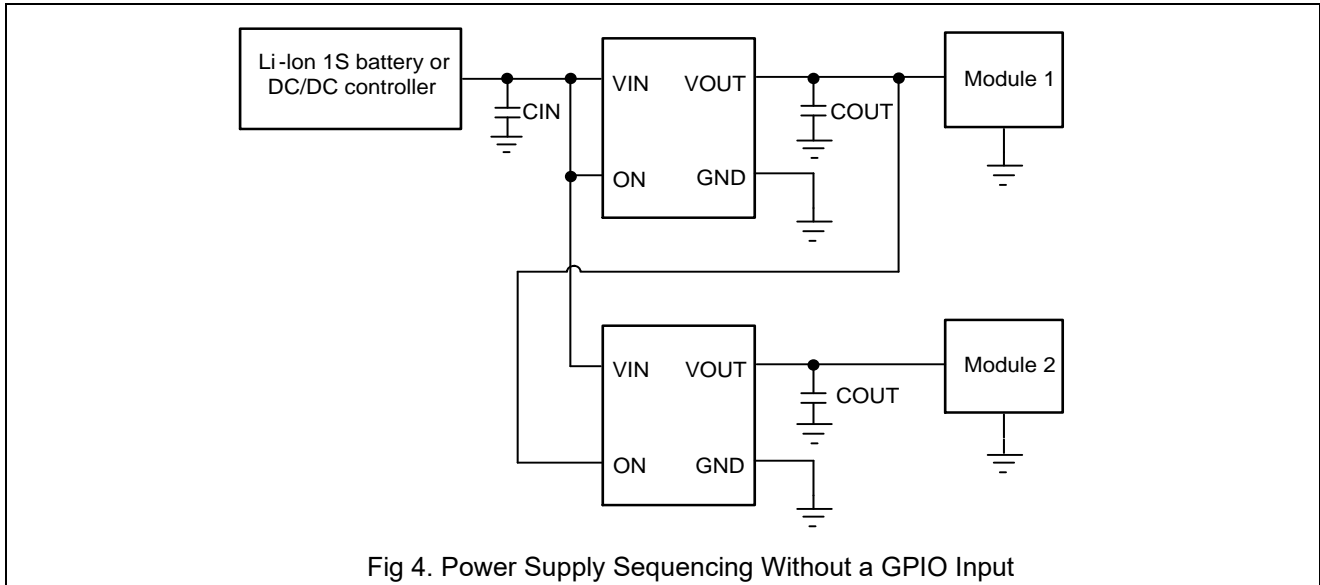 Li-Ion 1S battery or
DC/DC controller
CIN
VIN
VOUT
ON
GND
COUT
Module 1
VIN
VOUT
ON
GND
COUT
Module 2
Fig 4. Power Supply Sequencing Without a GPIO Input